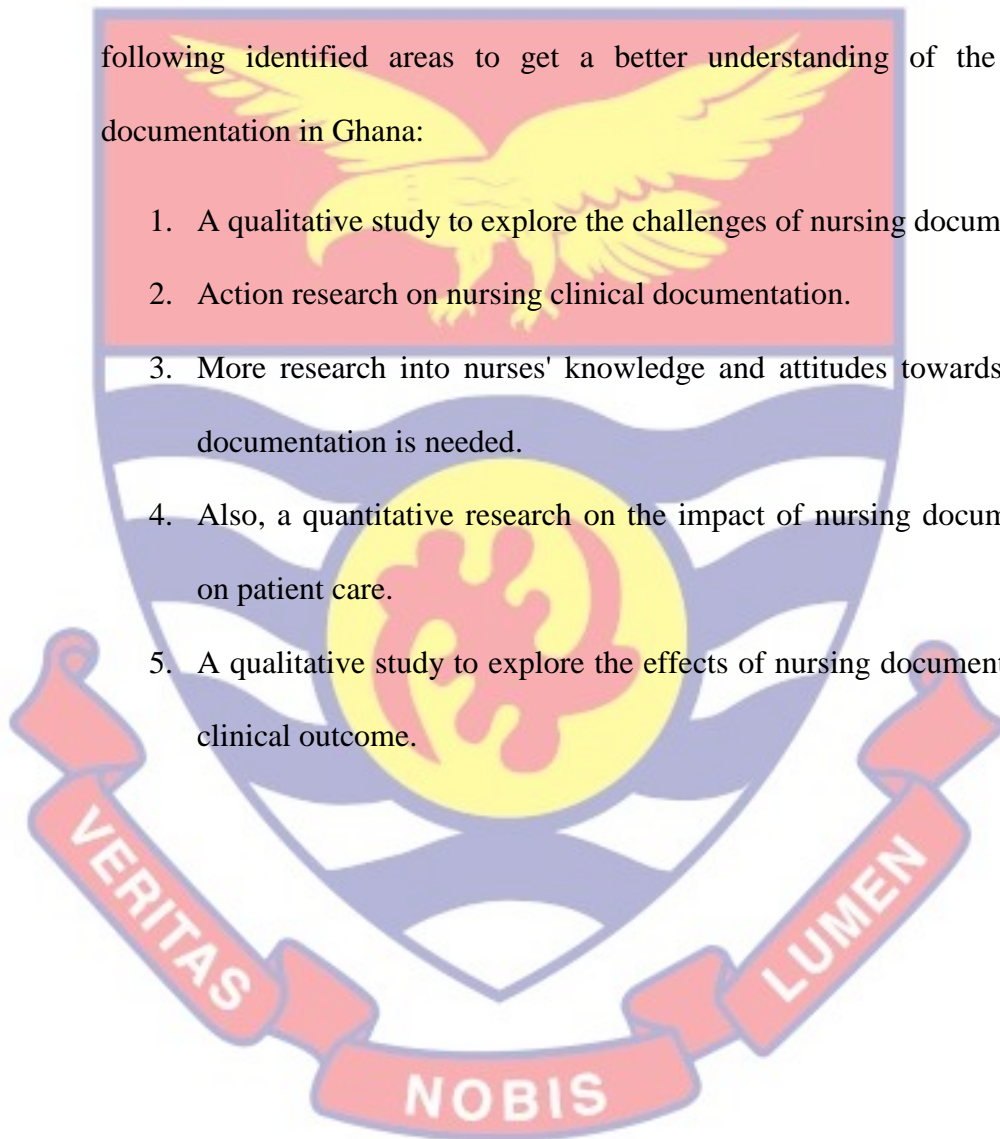 following identified areas to get a better understanding of the
documentation in Ghana:
1. A qualitative study to explore the challenges of nursing docum
2. Action research on nursing clinical documentation.
3. More research into nurses' knowledge and attitudes towards
documentation is needed.
4. Also, a quantitative research on the impact of nursing docum
on patient care.
5. A qualitative study to explore the effects of nursing document
clinical outcome.
VERITAS
NOBIS
LUMEN